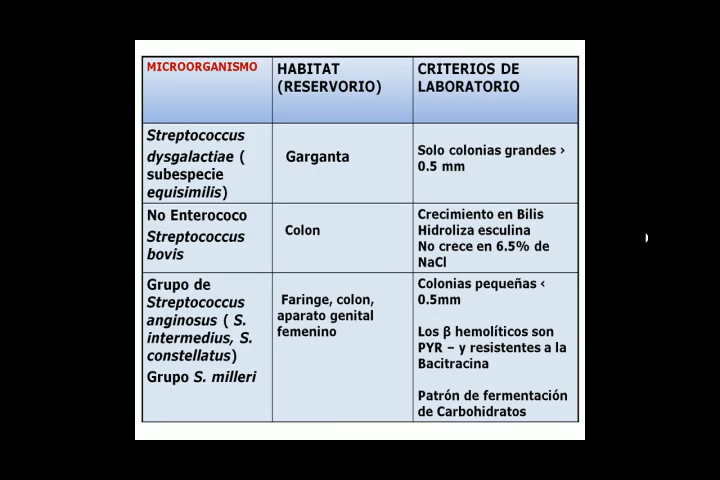 MICROORGANISMO
HABITAT
(RESERVORIO)
CRITERIOS DE
LABORATORIO
Streptococcus
dysgalactiae (
subespecie
equisimilis)
Garganta
Solo colonias grandes ›
0.5 mm
No Enterococo
Streptococcus
bovis
Colon
Crecimiento en Bilis
Hidroliza esculina
No crece en 6.5% de
NaCl
Grupo de
Streptococcus
anginosus ( S.
intermedius, S.
constellatus)
Grupo S. milleri
Faringe, colon,
aparato genital
femenino
Colonias pequeñas ‹
0.5mm
Los β hemolíticos son
PYR – y resistentes a la
Bacitracina
Patrón de fermentación
de Carbohidratos